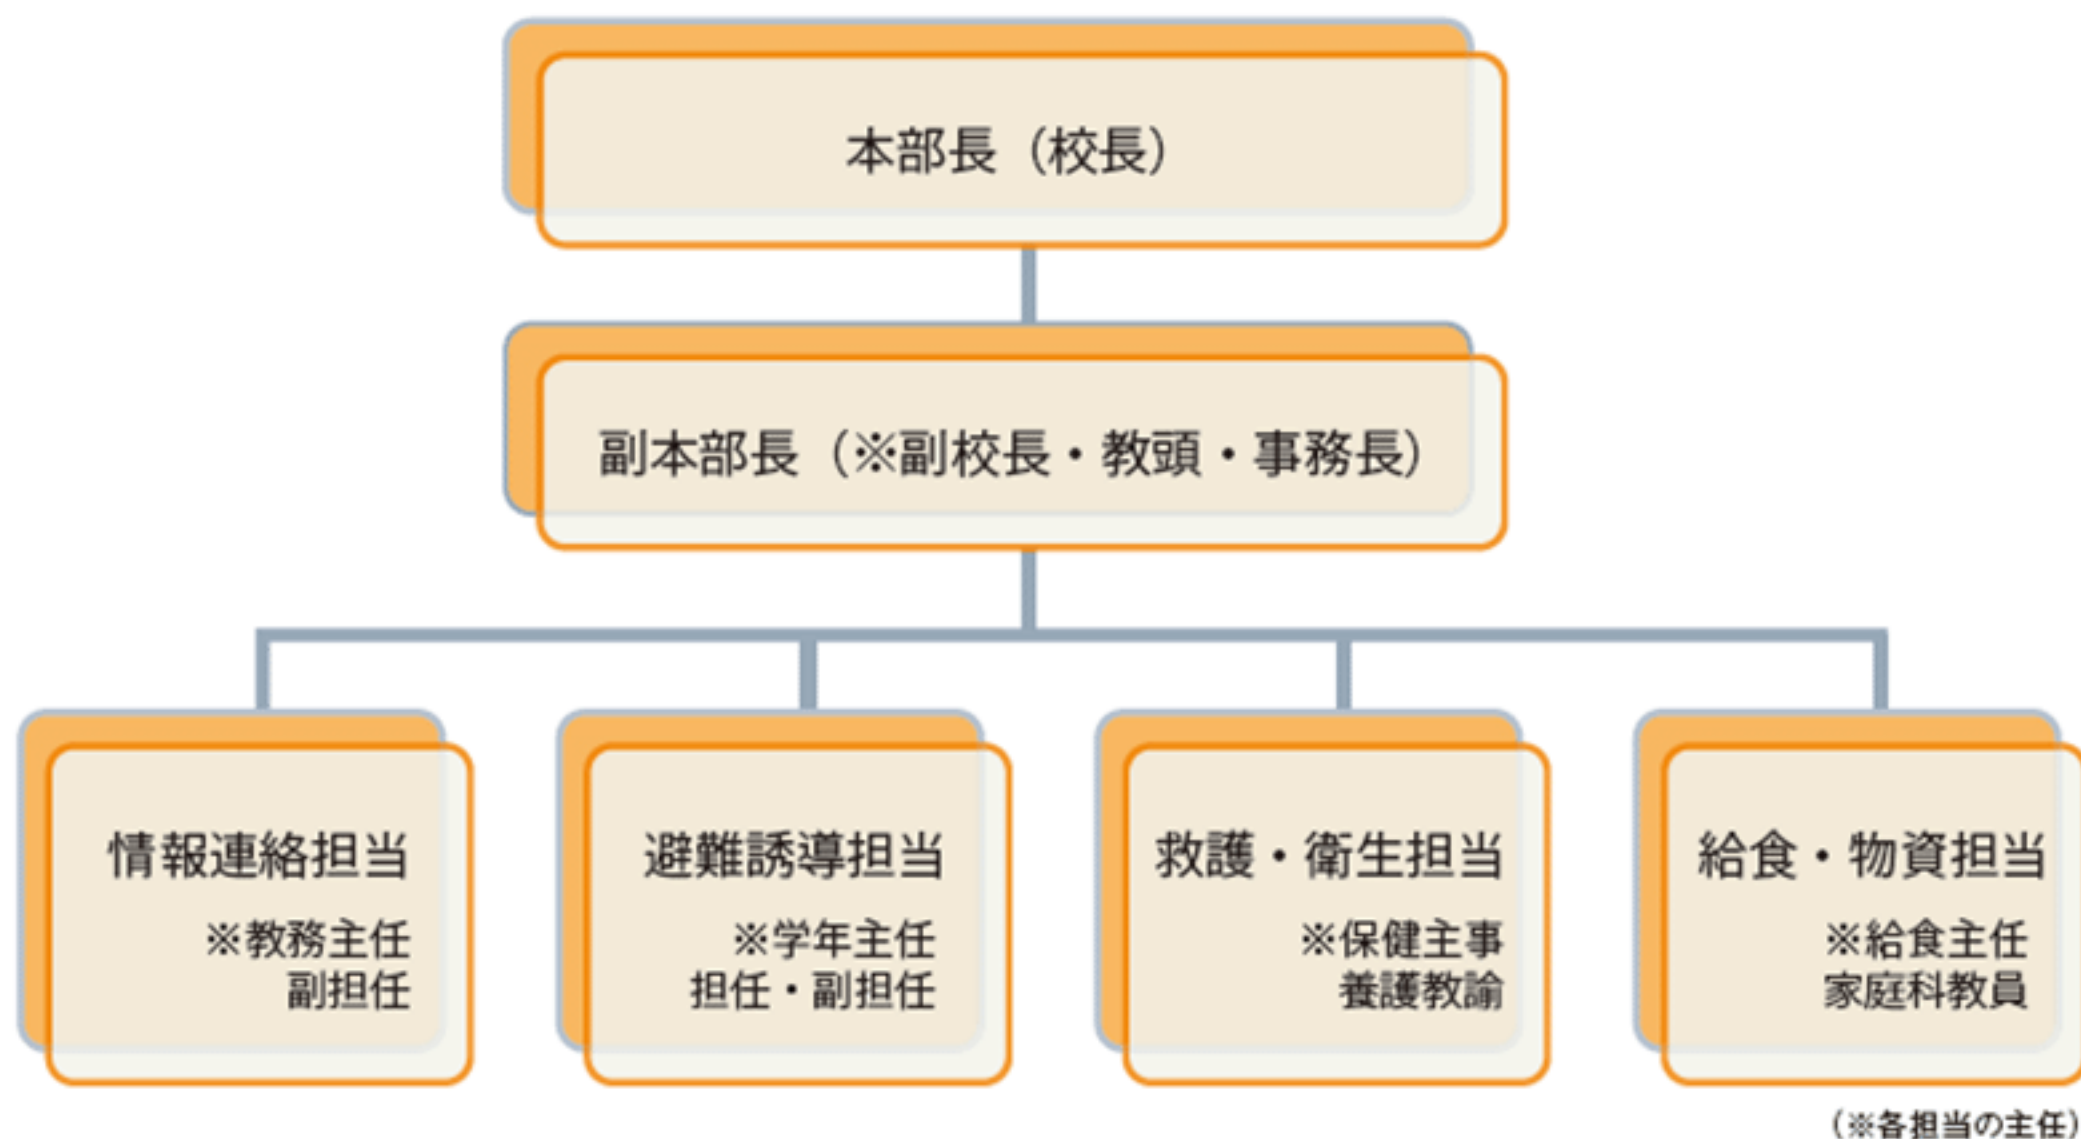 本部長（校長）
副本部長（※副校長・教頭・事務長）
情報連絡担当
※教務主任
副担任
避難誘導担当
※学年主任
担任・副担任
救護・衛生担当
※保健主事
養護教諭
給食・物資担当
※給食主任
家庭科教員
（※各担当の主任）